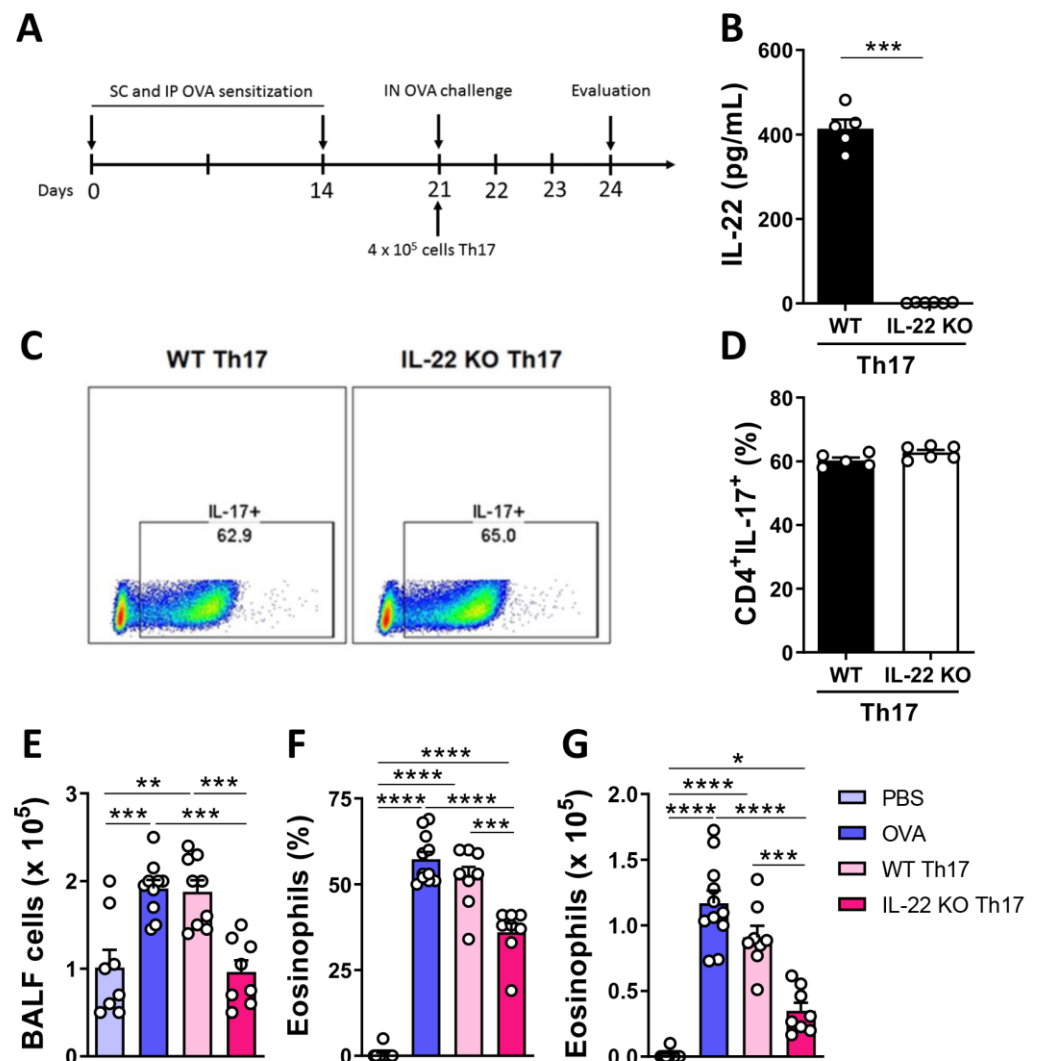 A
SC and IP OVA sensitization
IN OVA challenge
Evaluation
Days
0
14
21
22
23
24
4 x 10⁵ cells Th17
B
IL-22 (pg/mL)
600
400
200
0
***
WT
IL-22 KO
Th17
C
WT Th17
IL-22 KO Th17
IL-17+
62.9
IL-17+
65.0
D
CD4⁺IL-17⁺ (%)
80
60
40
20
0
WT
IL-22 KO
Th17
E
BALF cells (x 10⁵)
3
2
1
0
** ***
*** ***
F
Eosinophils (%)
75
50
25
0
****
****
**** ****
***
G
Eosinophils (x 10⁵)
2.0
1.5
1.0
0.5
0.0
*
****
**** ****
***
PBS
OVA
WT Th17
IL-22 KO Th17